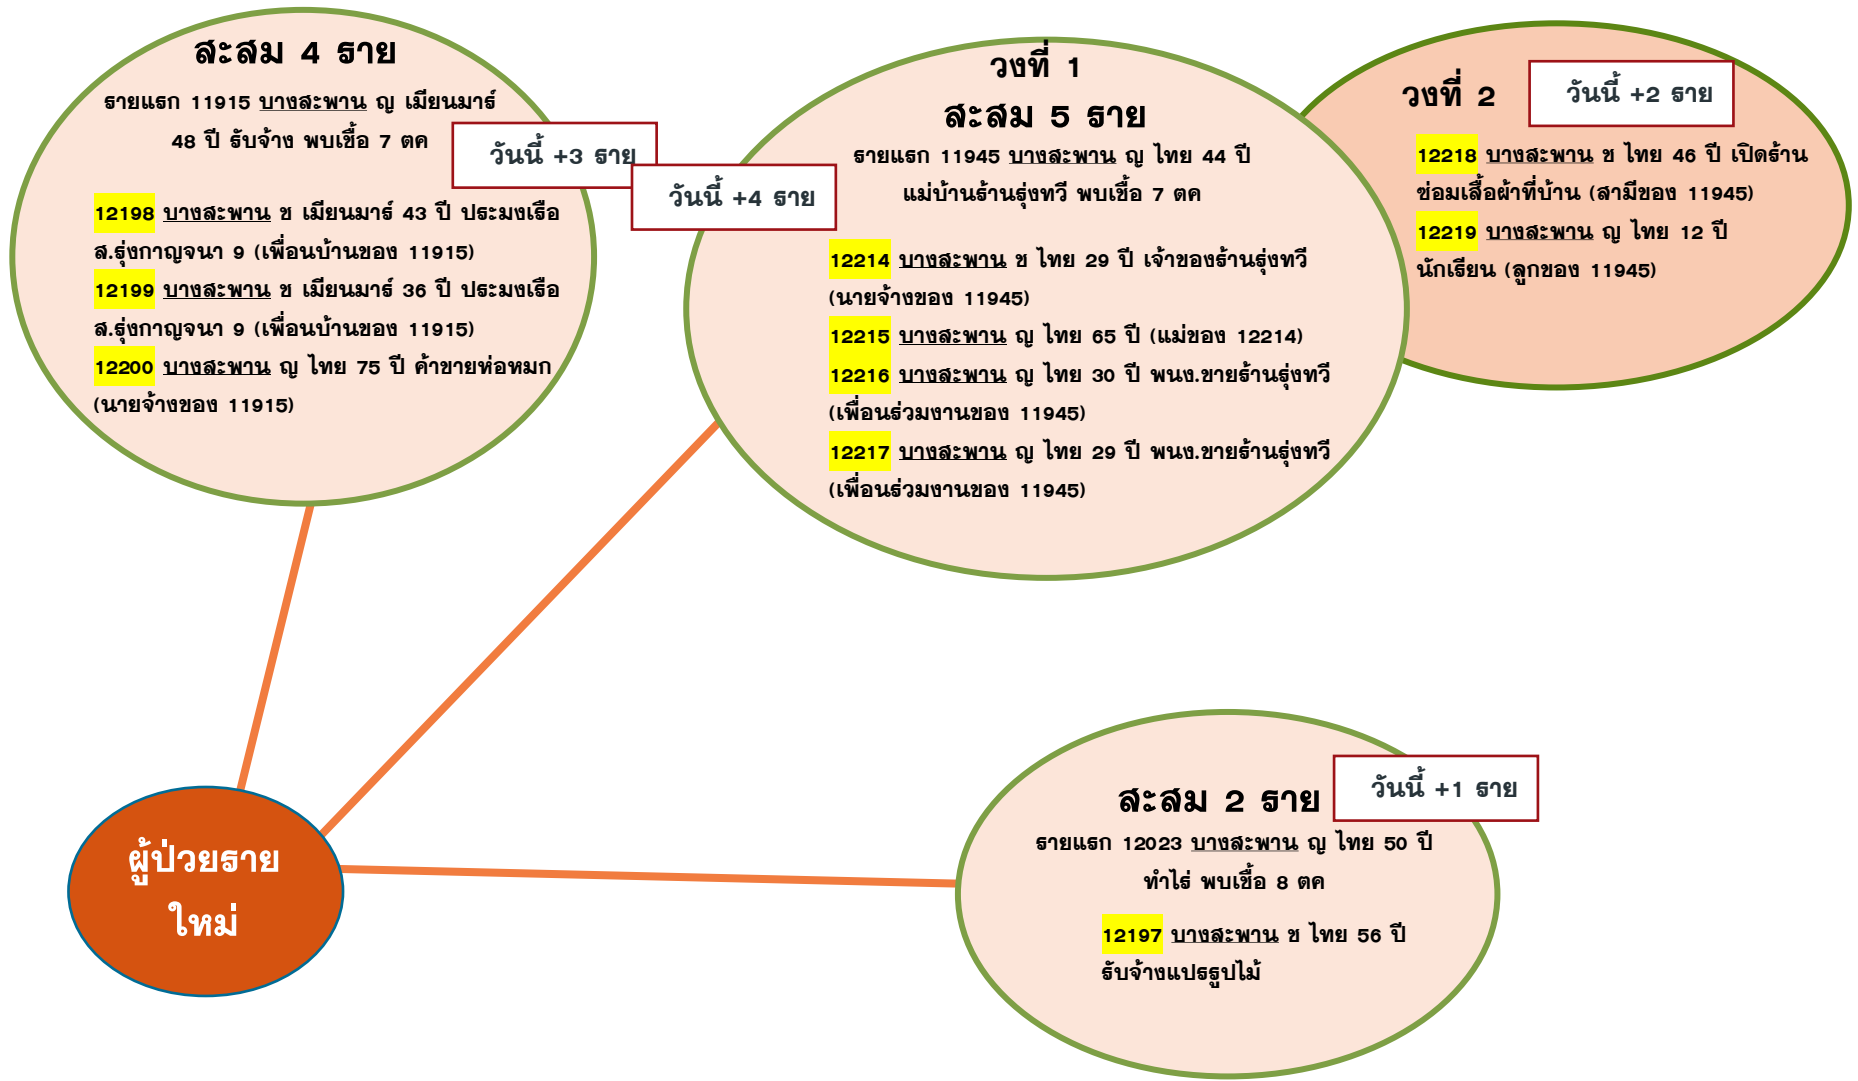 สะสม 4 ราย
รายแรก 11915 บางสะพาน ญ เมียนมาร์
48 ปี รับจ้าง พบเชื้อ 7 ตค
วันนี้ +3 ราย
12198 บางสะพาน ช เมียนมาร์ 43 ปี ประมงเรือ
ส.รุ่งกาญจนา 9 (เพื่อนบ้านของ 11915)
12199 บางสะพาน ช เมียนมาร์ 36 ปี ประมงเรือ
ส.รุ่งกาญจนา 9 (เพื่อนบ้านของ 11915)
12200 บางสะพาน ญ ไทย 75 ปี ค้าขายห่อหมก
(นายจ้างของ 11915)
วงที่ 1
สะสม 5 ราย
รายแรก 11945 บางสะพาน ญ ไทย 44 ปี
แม่บ้านร้านรุ่งทวี พบเชื้อ 7 ตค
วันนี้ +4 ราย
12214 บางสะพาน ช ไทย 29 ปี เจ้าของร้านรุ่งทวี
(นายจ้างของ 11945)
12215 บางสะพาน ญ ไทย 65 ปี (แม่ของ 12214)
12216 บางสะพาน ญ ไทย 30 ปี พนง.ขายร้านรุ่งทวี
(เพื่อนร่วมงานของ 11945)
12217 บางสะพาน ญ ไทย 29 ปี พนง.ขายร้านรุ่งทวี
(เพื่อนร่วมงานของ 11945)
วงที่ 2
วันนี้ +2 ราย
12218 บางสะพาน ช ไทย 46 ปี เปิดร้าน
ซ่อมเสื้อผ้าที่บ้าน (สามีของ 11945)
12219 บางสะพาน ญ ไทย 12 ปี
นักเรียน (ลูกของ 11945)
สะสม 2 ราย
วันนี้ +1 ราย
รายแรก 12023 บางสะพาน ญ ไทย 50 ปี
ทำไร่ พบเชื้อ 8 ตค
12197 บางสะพาน ช ไทย 56 ปี
รับจ้างแปรรูปไม้
ผู้ป่วยราย
ใหม่